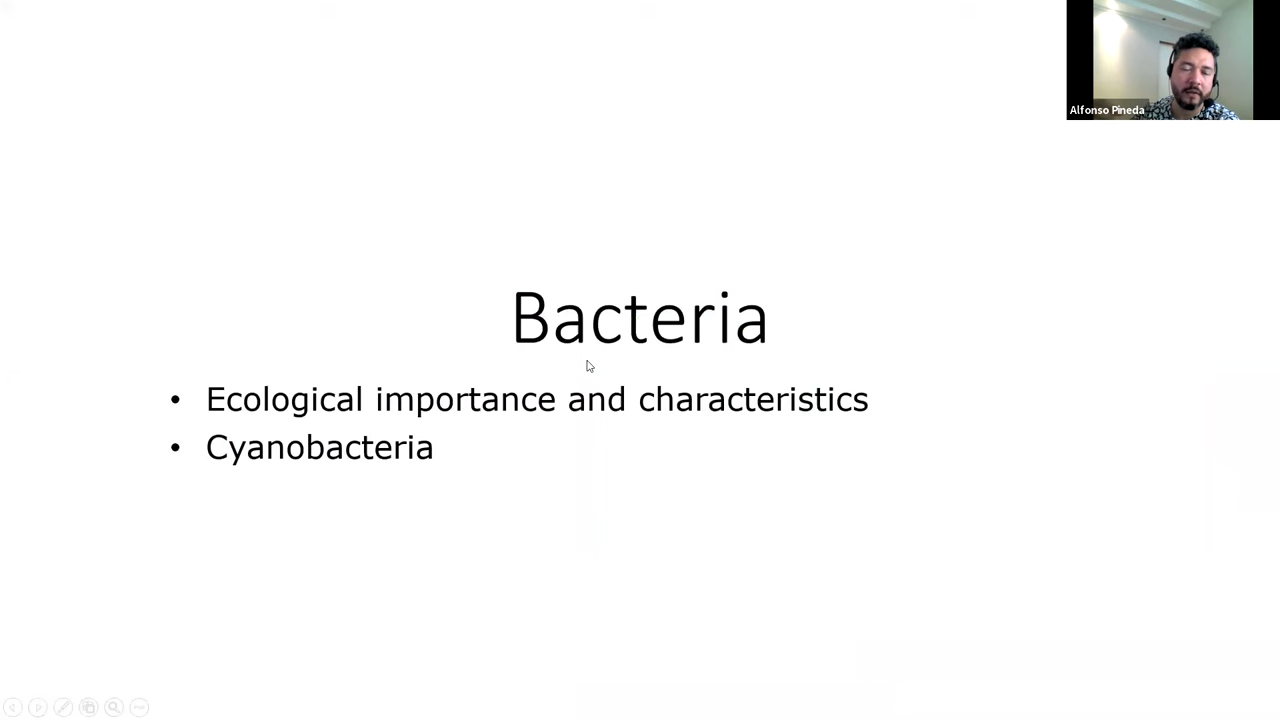 Alfonso Pineda
Bacteria
• Ecological importance and characteristics
• Cyanobacteria